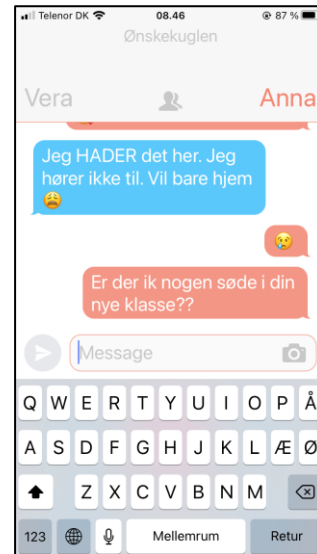 Telenor DK 08.46 @ 87 %
Ønskekuglen
Vera Anna
Jeg HADER det her. Jeg
hører ikke til. Vil bare hjem
😩
😢
Er der ik nogen søde i din
nye klasse??
Message
Q W E R T Y U I O P Å
A S D F G H J K L Æ Ø
Z X C V B N M
123 Mellemrum Retur